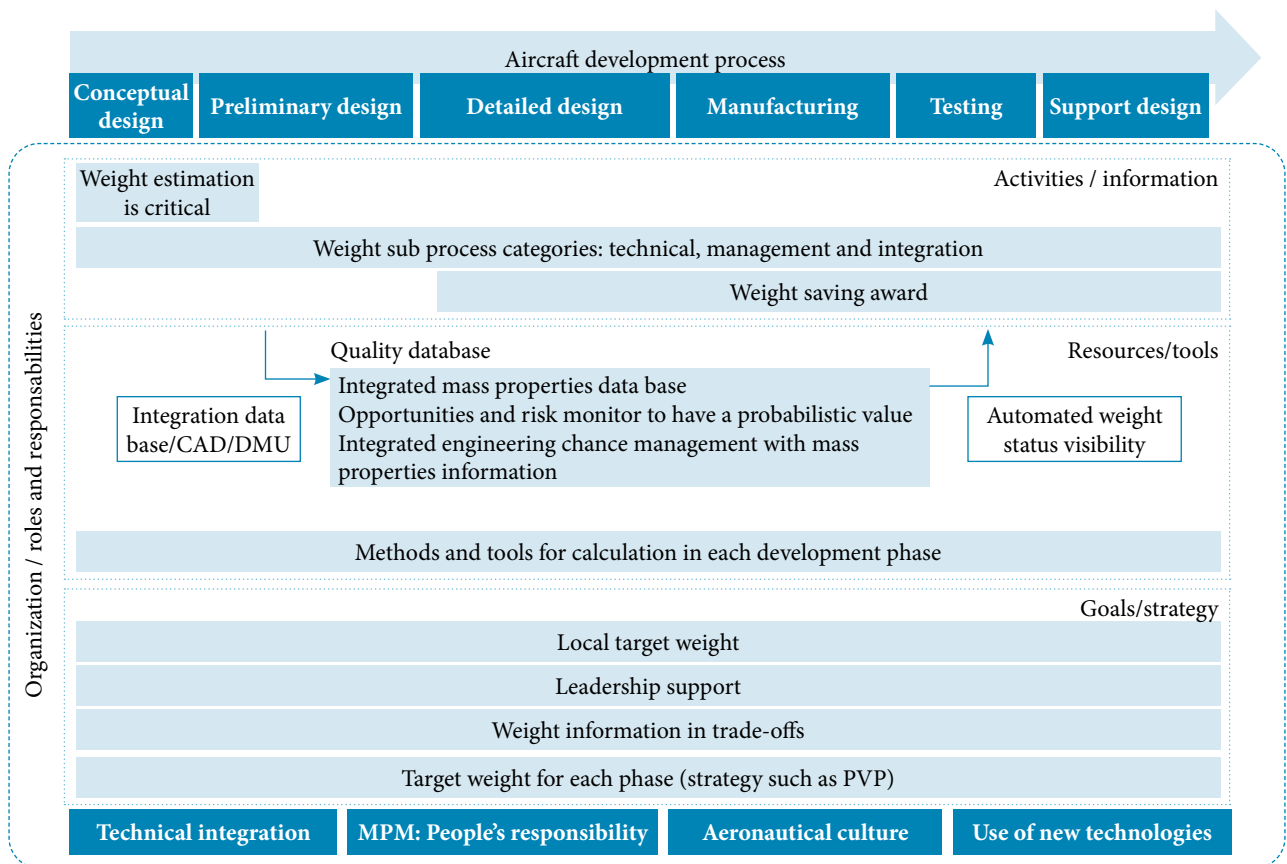 Aircraft development process
Conceptual
design
Preliminary design
Detailed design
Manufacturing
Testing
Support design
Organization / roles and responsabilities
Activities / information
Weight estimation
is critical
Weight sub process categories: technical, management and integration
Weight saving award
Resources/tools
Quality database
Integrated mass properties data base
Opportunities and risk monitor to have a probabilistic value
Integrated engineering chance management with mass
properties information
Integration data
base/CAD/DMU
Automated weight
status visibility
Methods and tools for calculation in each development phase
Goals/strategy
Local target weight
Leadership support
Weight information in trade-offs
Target weight for each phase (strategy such as PVP)
Technical integration
MPM: People's responsibility
Aeronautical culture
Use of new technologies